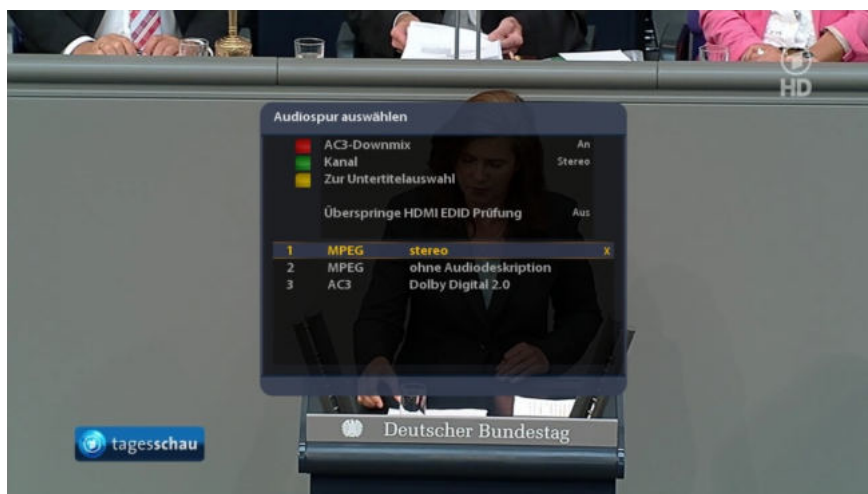 HD
Audiospur auswählen
AC3-Downmix An
Kanal Stereo
Zur Untertitelauswahl
Überspringe HDMI EDID Prüfung Aus
1 MPEG stereo x
2 MPEG ohne Audiodeskription
3 AC3 Dolby Digital 2.0
Deutscher Bundestag
tagesschau